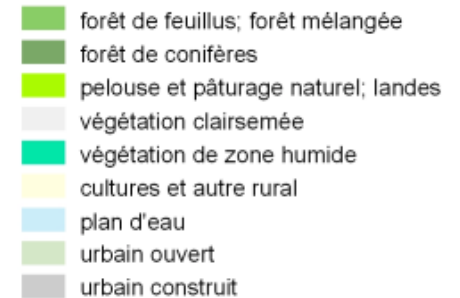 forêt de feuillus; forêt mélangée
forêt de conifères
pelouse et pâturage naturel; landes
végétation clairsemée
végétation de zone humide
cultures et autre rural
plan d'eau
urbain ouvert
urbain construit